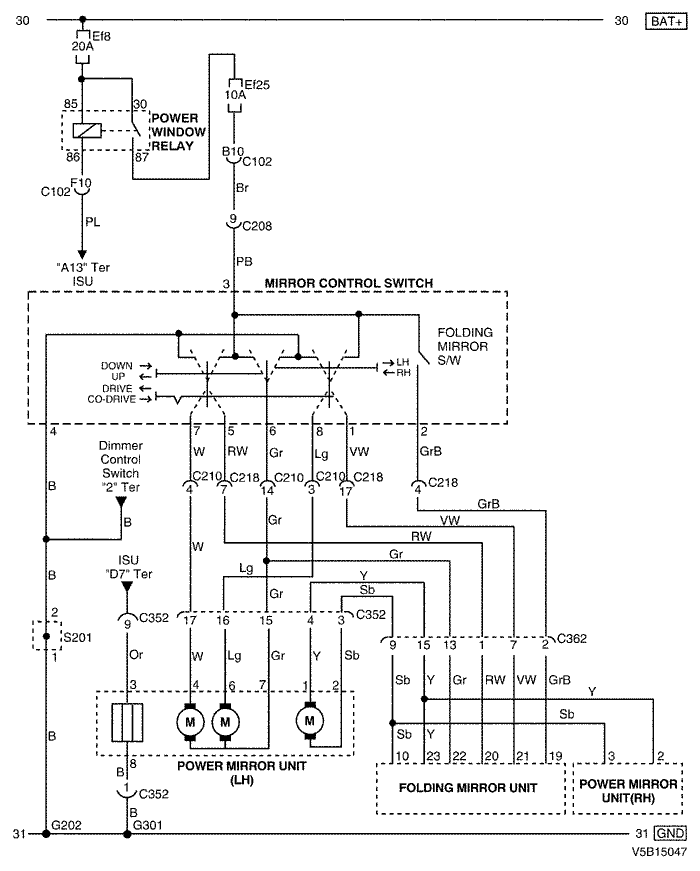 30
30 BAT+
Ef8
20A
Ef25
10A
85 30
POWER
WINDOW
RELAY
86 87
B10
C102
F10
C102
Br
9
C208
PL
PB
"A13" Ter
ISU
3
MIRROR CONTROL SWITCH
FOLDING
MIRROR
S/W
DOWN
UP
DRIVE
CO-DRIVE
LH
RH
4 7 5 6 8 1 2
Dimmer
Control
Switch
"2" Ter
W RW Gr Lg VW GrB
C210 C218 C210 C210 C218 C218
4 7 14 3 17 4
B
B
GrB
Gr
VW
RW
W
Gr
ISU
"D7" Ter
B
Lg
Y
Gr
Sb
2
S201
1
C352
9
17 16 15 4 3
C352
9 15 13 1 7 2
C362
Or
W Lg Gr Y Sb
Sb Y Gr RW VW GrB
3
4 6 7 1 2
Y
Sb
M M M
B
Sb Y
10 23 22 20 21 19
3 2
8
POWER MIRROR UNIT
(LH)
B
1
C352
B
FOLDING MIRROR UNIT
POWER MIRROR
UNIT(RH)
31
G202
G301
31 GND
V5B15047